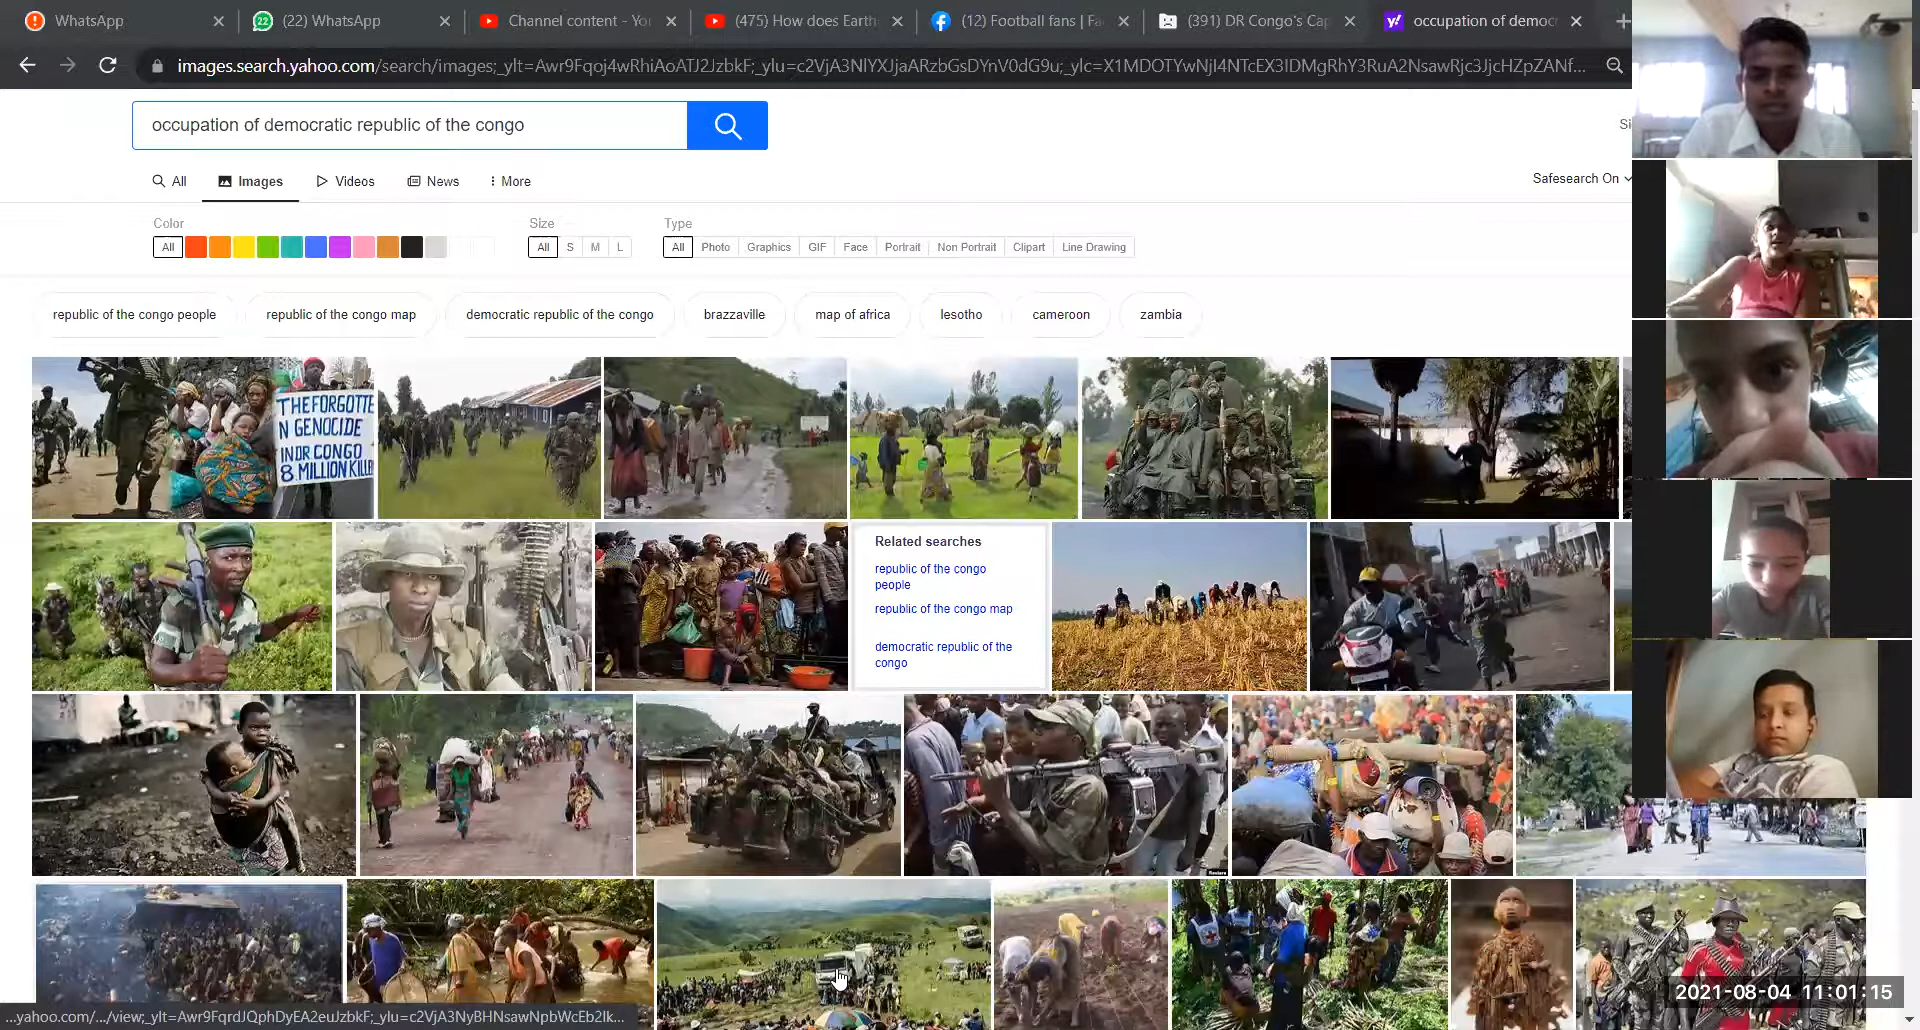 WhatsApp
(22) WhatsApp
Channel content - You
(475) How does Earth
(12) Football fans | Fa
(391) DR Congo's Cap
occupation of democr
images.search.yahoo.com/search/images;_ylt=Awr9Fqoj4wRhiAoATJ2JzbkF;_ylu=c2VjA3NlYXJjaARzbGsDYnV0dG9u;_ylc=X1MDOTYwNjI4NTcEX3IDMgRhY3RuA2NsawRjc3JjcHZpZANf...
occupation of democratic republic of the congo
All
Images
Videos
News
More
Safesearch On
Color
Size
Type
All
All S M L
All Photo Graphics GIF Face Portrait Non Portrait Clipart Line Drawing
republic of the congo people
republic of the congo map
democratic republic of the congo
brazzaville
map of africa
lesotho
cameroon
zambia
THE FORGOTTE
N GENOCIDE
IN DR. CONGO
8 MILLION KILLE
Related searches
republic of the congo
people
republic of the congo map
democratic republic of the
congo
Reuters
2021-08-04 11:01:15
...yahoo.com/.../view;_ylt=Awr9FqrdJQphDyEA2euJzbkF;_ylu=c2VjA3NyBHNsawNpbWcEb2lk...